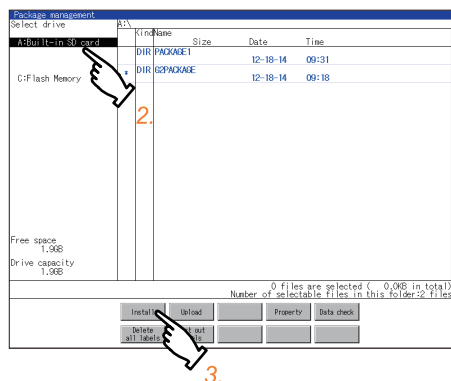 Package management
Select drive
A:\
Kind Name
Size Date Time
A:Built-in SD card
DIR PACKAGE1
12-18-14 09:31
* DIR G2PACKAGE
12-18-14 09:18
C:Flash Memory
2.
Free space
1.9GB
Drive capacity
1.9GB
0 files are selected ( 0.0KB in total)
Number of selectable files in this folder:2 files
Install Upload Property Data check
Delete out
all labels
3.